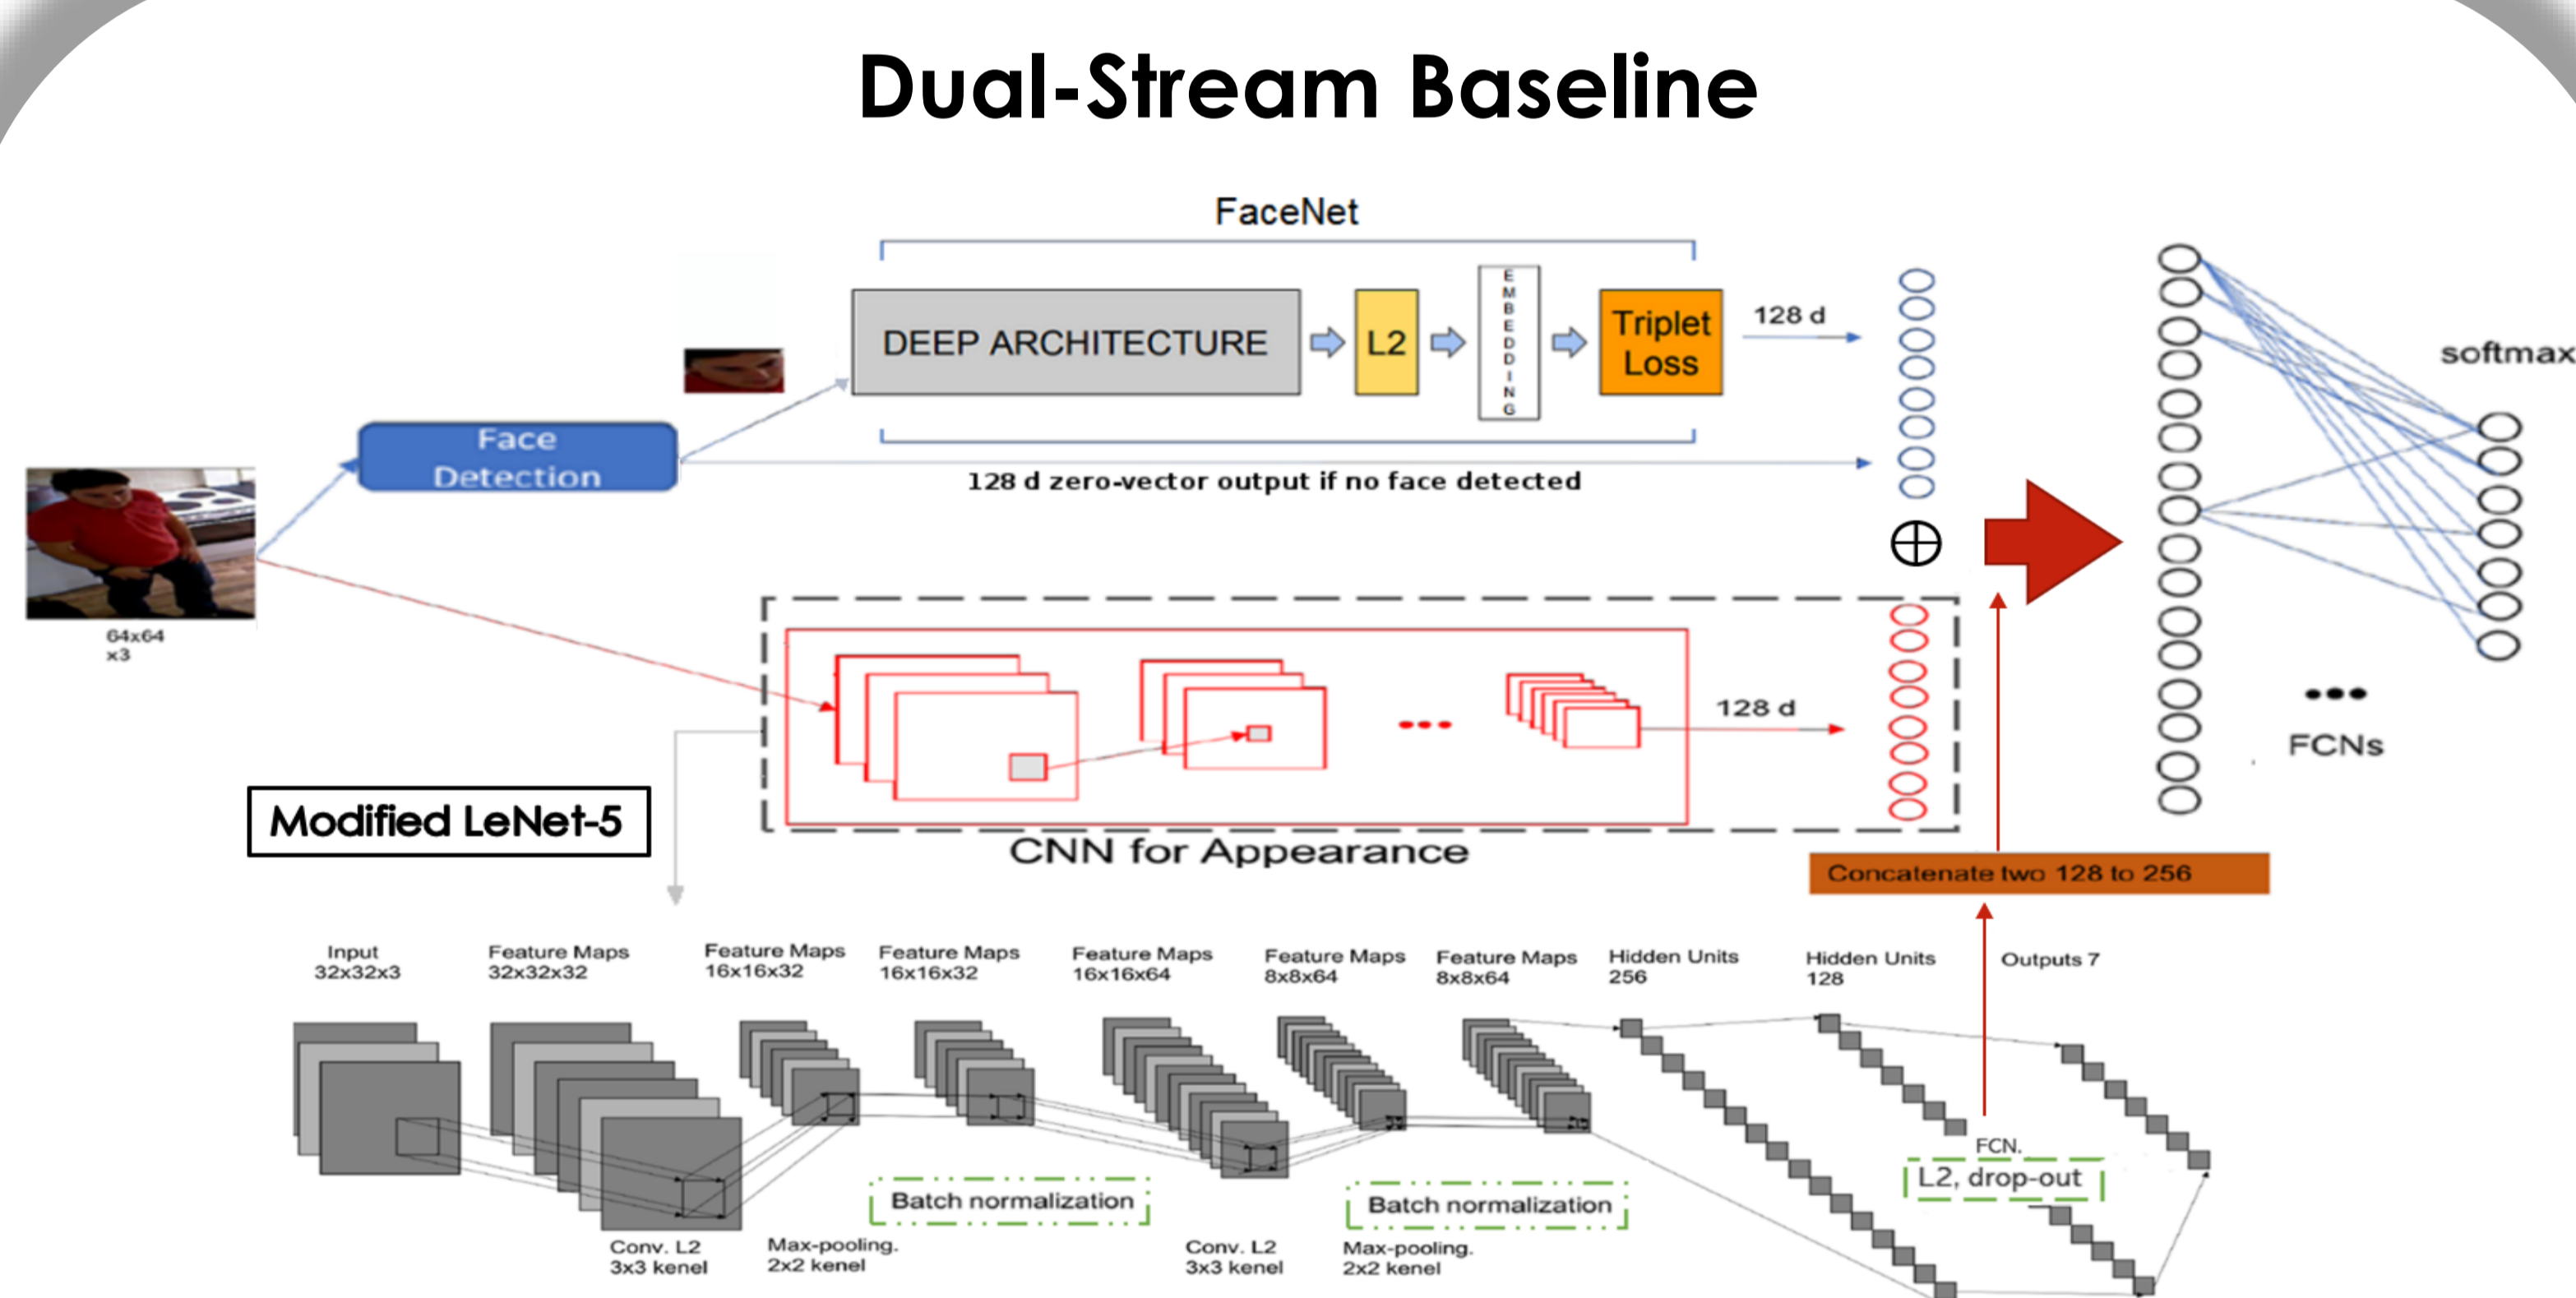 Dual-Stream Baseline
FaceNet
DEEP ARCHITECTURE
L2
EMBEDDING
Triplet
Loss
128 d
softmax
Face
Detection
128 d zero-vector output if no face detected
64x64
x3
128 d
FCNs
Modified LeNet-5
CNN for Appearance
Concatenate two 128 to 256
Input
32x32x3
Feature Maps
32x32x32
Feature Maps
16x16x32
Feature Maps
16x16x32
Feature Maps
16x16x64
Feature Maps
8x8x64
Feature Maps
8x8x64
Hidden Units
256
Hidden Units
128
Outputs 7
FCN.
L2, drop-out
Batch normalization
Batch normalization
Conv. L2
3x3 kenel
Max-pooling.
2x2 kenel
Conv. L2
3x3 kenel
Max-pooling.
2x2 kenel